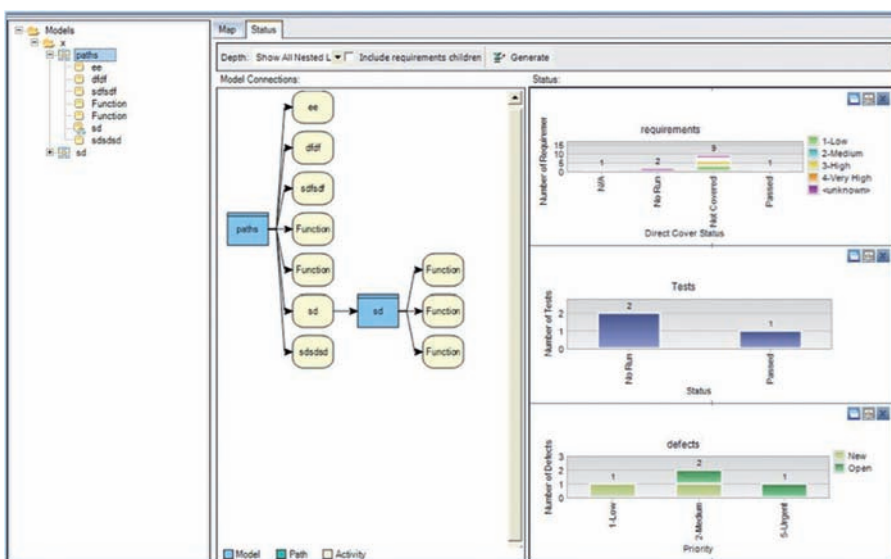 Models
x
paths
ee
dfdf
sdfsdf
Function
Function
sd
sdsdsd
sd
Map Status
Depth: Show All Nested L Include requirements children Generate
Model Connections:
ee
dfdf
sdfsdf
paths Function
Function Function
sd sd Function
sdsdsd Function
Model Path Activity
Status:
requirements
Number of Requiremer
15
10
5
0
1 2 9 1
N/A No Run Not Covered Passed
Direct Cover Status
1-Low
2-Medium
3-High
4-Very High
<unknown>
Tests
Number of Tests
2
1
0
2 1
No Run Passed
Status
defects
Number of Defects
3
2
1
0
1 2 1
1-Low 2-Medium 5-Urgent
Priority
New
Open